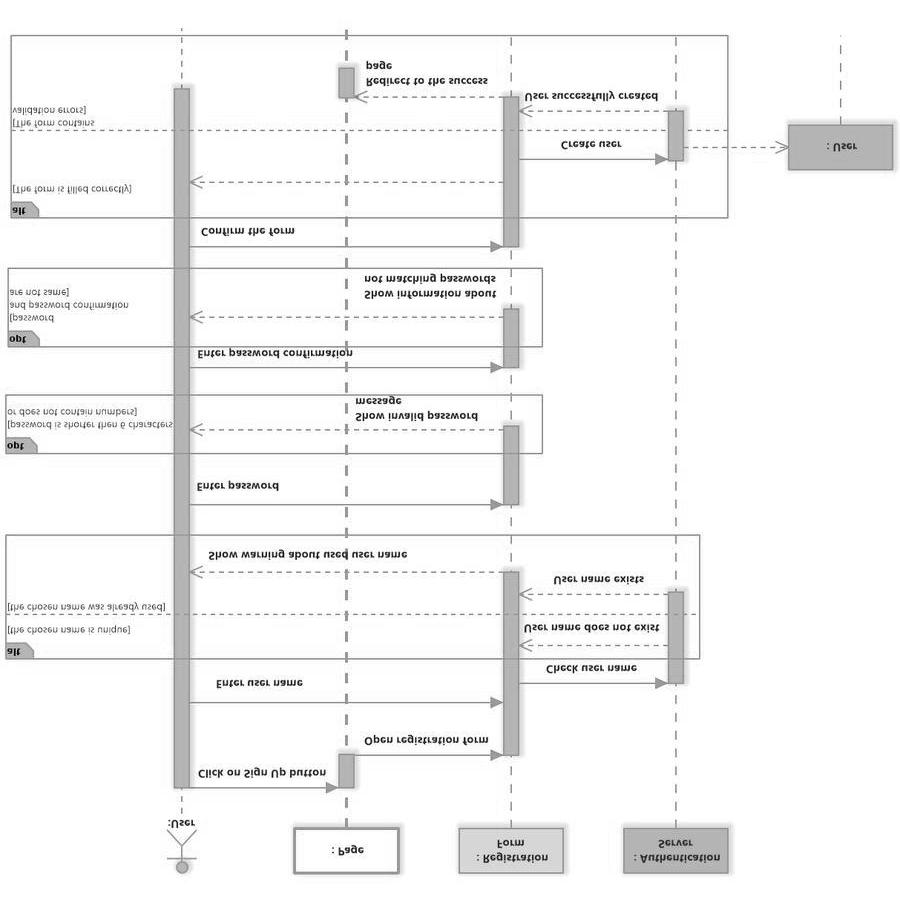 :User
: Page
: Registration
Form
: Authentication
Server
Click on Sign Up button
Open registration form
Enter user name
Check user name
alt
[the chosen name is unique]
User name does not exist
[the chosen name was already used]
User name exists
Show warning about used user name
Enter password
opt
[password is shorter then 6 characters
or does not contain numbers]
Show invalid password
message
Enter password confirmation
opt
[password
and password confirmation
are not same]
Show information about
not matching passwords
Confirm the form
alt
[The form is filled correctly]
Create user
: User
[The form contains
validation errors]
User successfully created
Redirect to the success
page